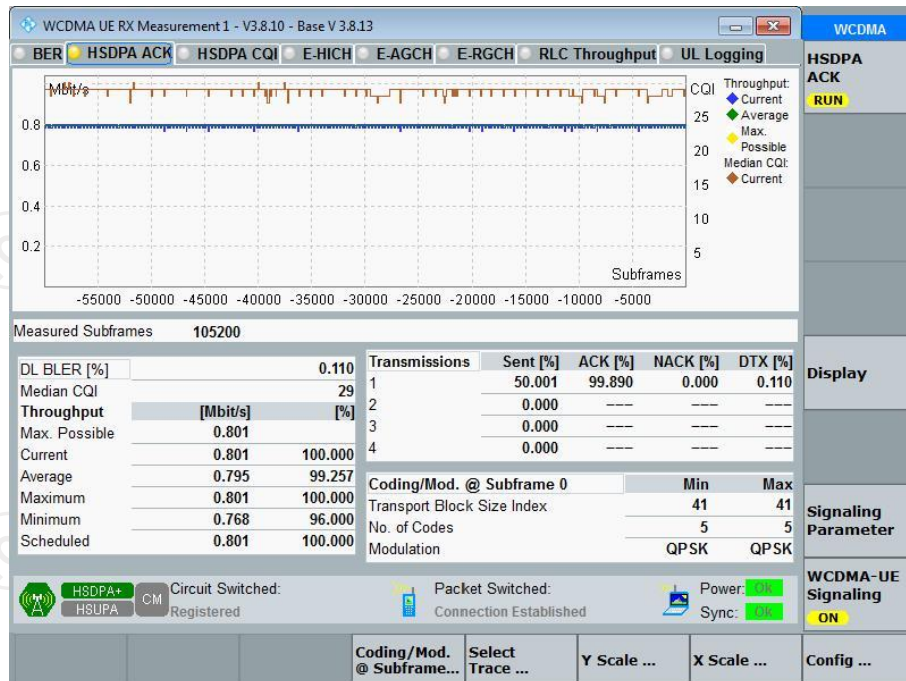 WCDMA UE RX Measurement 1 - V3.8.10 - Base V 3.8.13
WCDMA
BER HSDPA ACK HSDPA CQI E-HICH E-AGCH E-RGCH RLC Throughput UL Logging
HSDPA
ACK
RUN
Mbit/s
CQI
Throughput:
Current
Average
Max.
Possible
Median CQI:
Current
0.8
0.6
0.4
0.2
25
20
15
10
5
Subframes
-55000 -50000 -45000 -40000 -35000 -30000 -25000 -20000 -15000 -10000 -5000
Measured Subframes 105200
DL BLER [%] 0.110
Median CQI 29
Throughput [Mbit/s] [%]
Max. Possible 0.801
Current 0.801 100.000
Average 0.795 99.257
Maximum 0.801 100.000
Minimum 0.768 96.000
Scheduled 0.801 100.000
Transmissions Sent [%] ACK [%] NACK [%] DTX [%]
1 50.001 99.890 0.000 0.110
2 0.000 --- --- ---
3 0.000 --- --- ---
4 0.000 --- --- ---
Coding/Mod. @ Subframe 0 Min Max
Transport Block Size Index 41 41
No. of Codes 5 5
Modulation QPSK QPSK
Display
Signaling
Parameter
WCDMA-UE
Signaling
ON
HSDPA+
HSUPA
CM
Circuit Switched:
Registered
Packet Switched:
Connection Established
Power: Ok
Sync: Ok
Coding/Mod.
@ Subframe...
Select
Trace ...
Y Scale ...
X Scale ...
Config ...